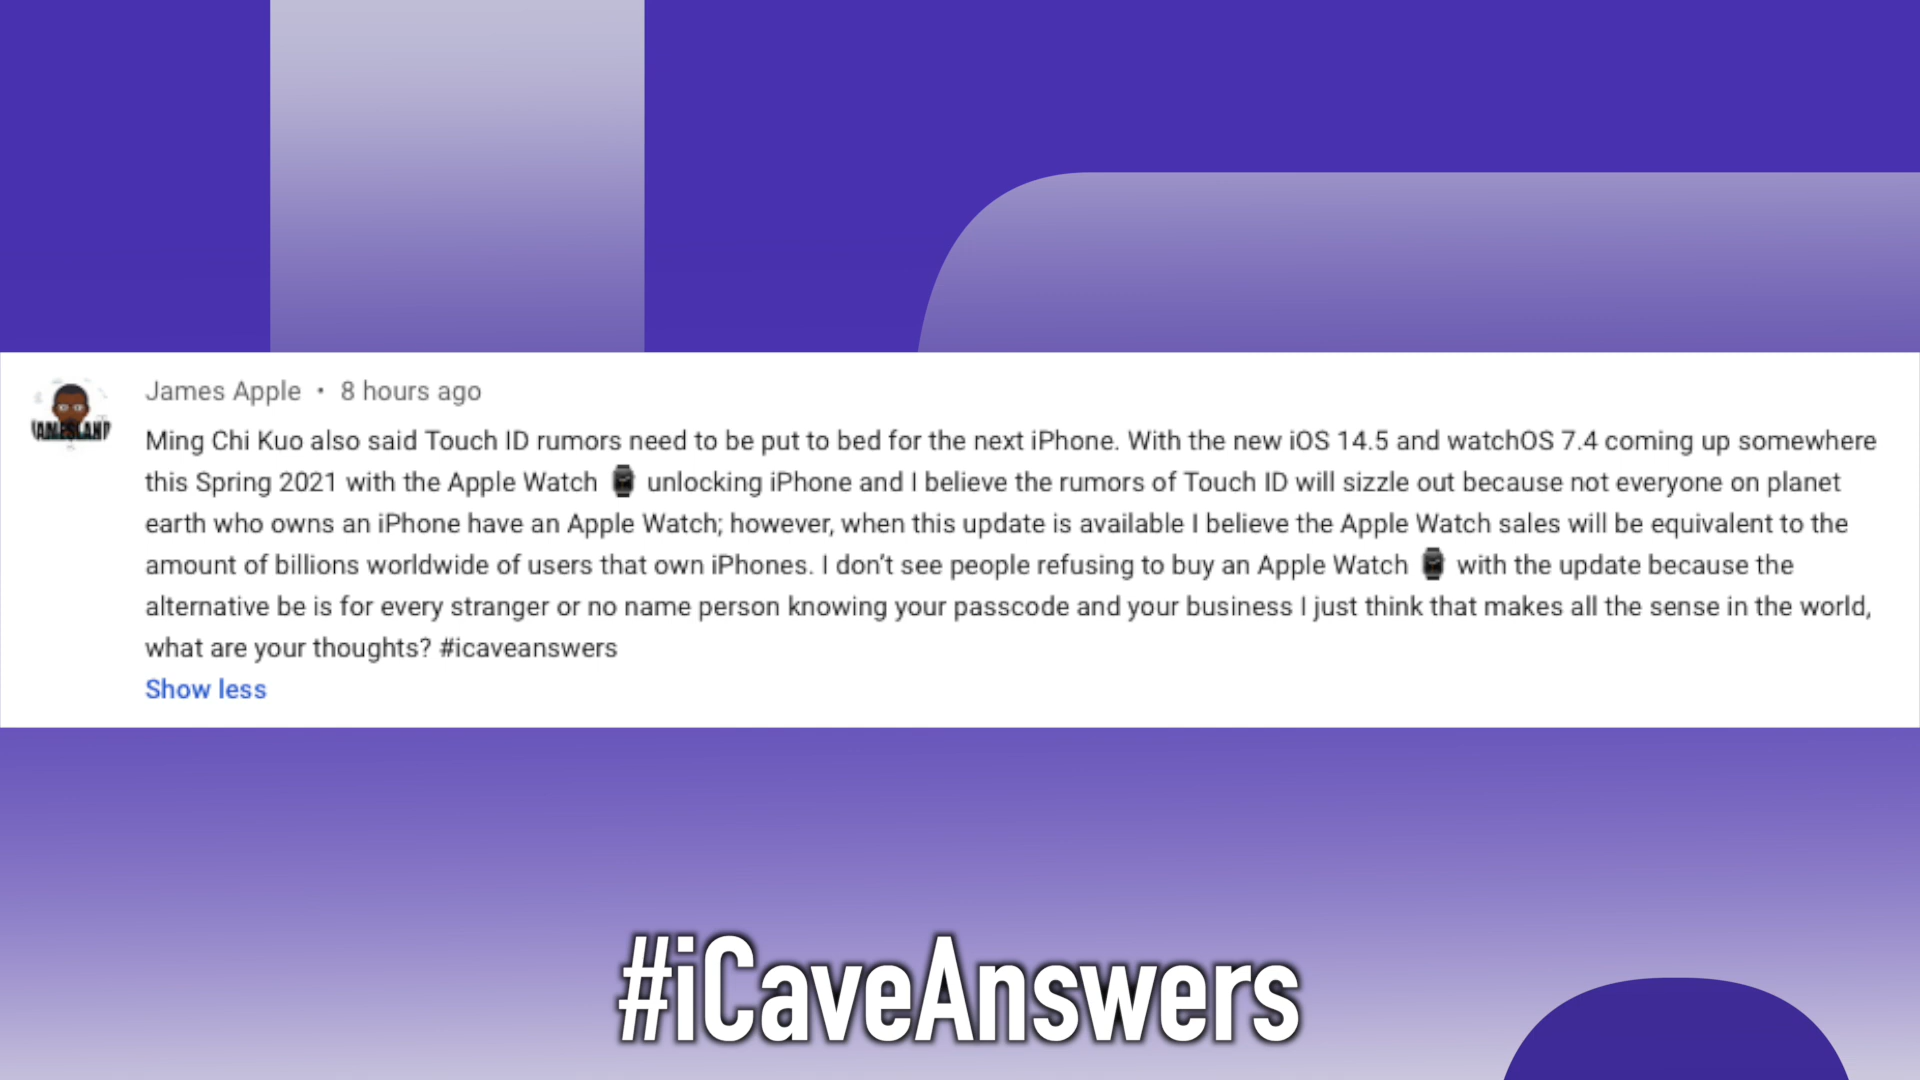 James Apple • 8 hours ago
Ming Chi Kuo also said Touch ID rumors need to be put to bed for the next iPhone. With the new iOS 14.5 and watchOS 7.4 coming up somewhere
this Spring 2021 with the Apple Watch ⌚ unlocking iPhone and I believe the rumors of Touch ID will sizzle out because not everyone on planet
earth who owns an iPhone have an Apple Watch; however, when this update is available I believe the Apple Watch sales will be equivalent to the
amount of billions worldwide of users that own iPhones. I don't see people refusing to buy an Apple Watch ⌚ with the update because the
alternative be is for every stranger or no name person knowing your passcode and your business I just think that makes all the sense in the world,
what are your thoughts? #icaveanswers
Show less
#iCaveAnswers